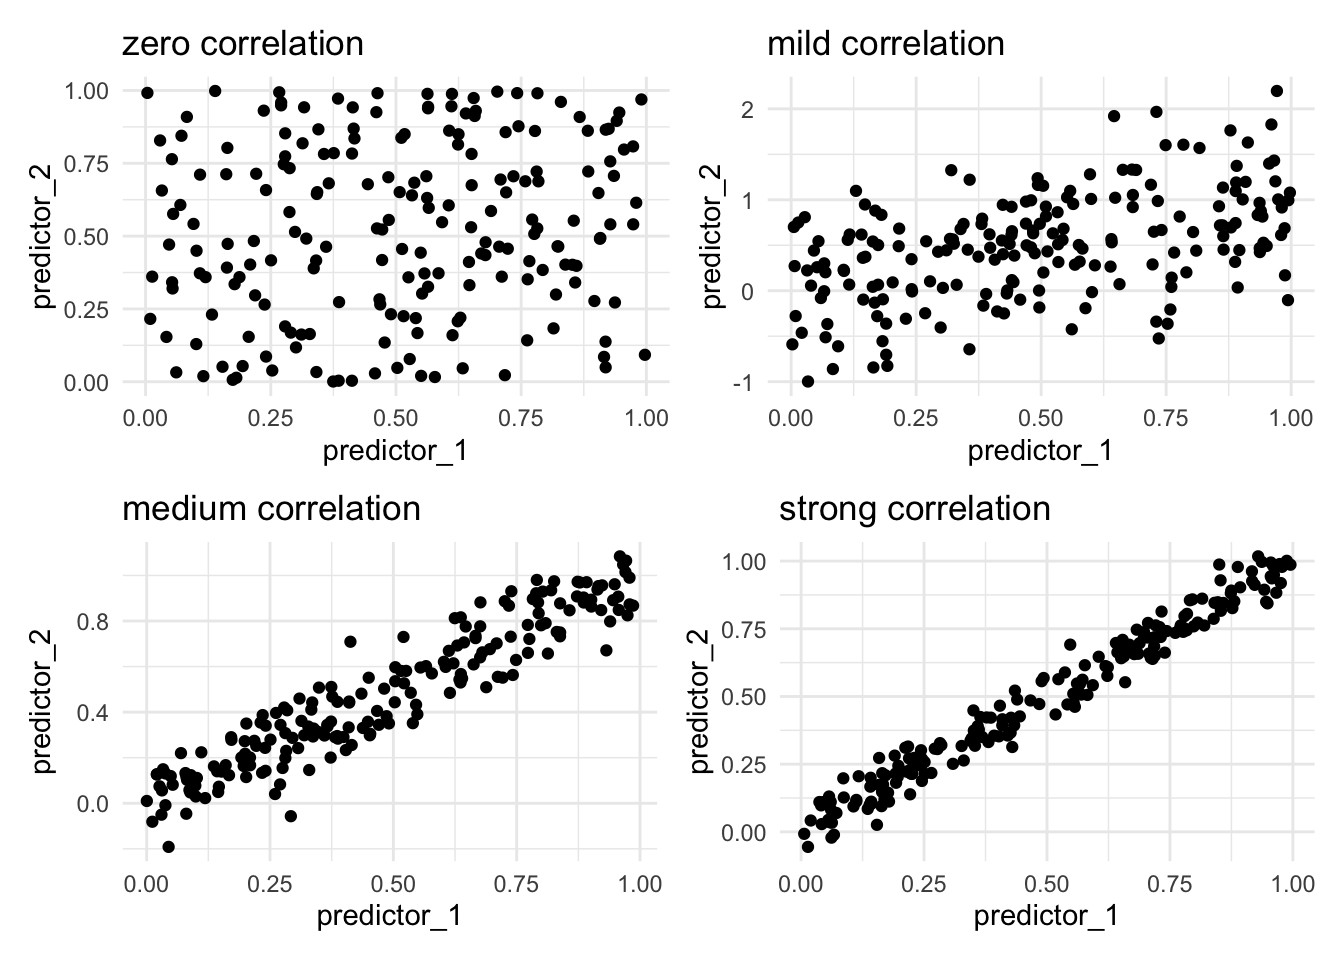 zero correlation
1.00
0.75
0.50
0.25
0.00
predictor_2
0.00 0.25 0.50 0.75 1.00
predictor_1
mild correlation
2
1
0
-1
predictor_2
0.00 0.25 0.50 0.75 1.00
predictor_1
medium correlation
0.8
0.4
0.0
predictor_2
0.00 0.25 0.50 0.75 1.00
predictor_1
strong correlation
1.00
0.75
0.50
0.25
0.00
predictor_2
0.00 0.25 0.50 0.75 1.00
predictor_1